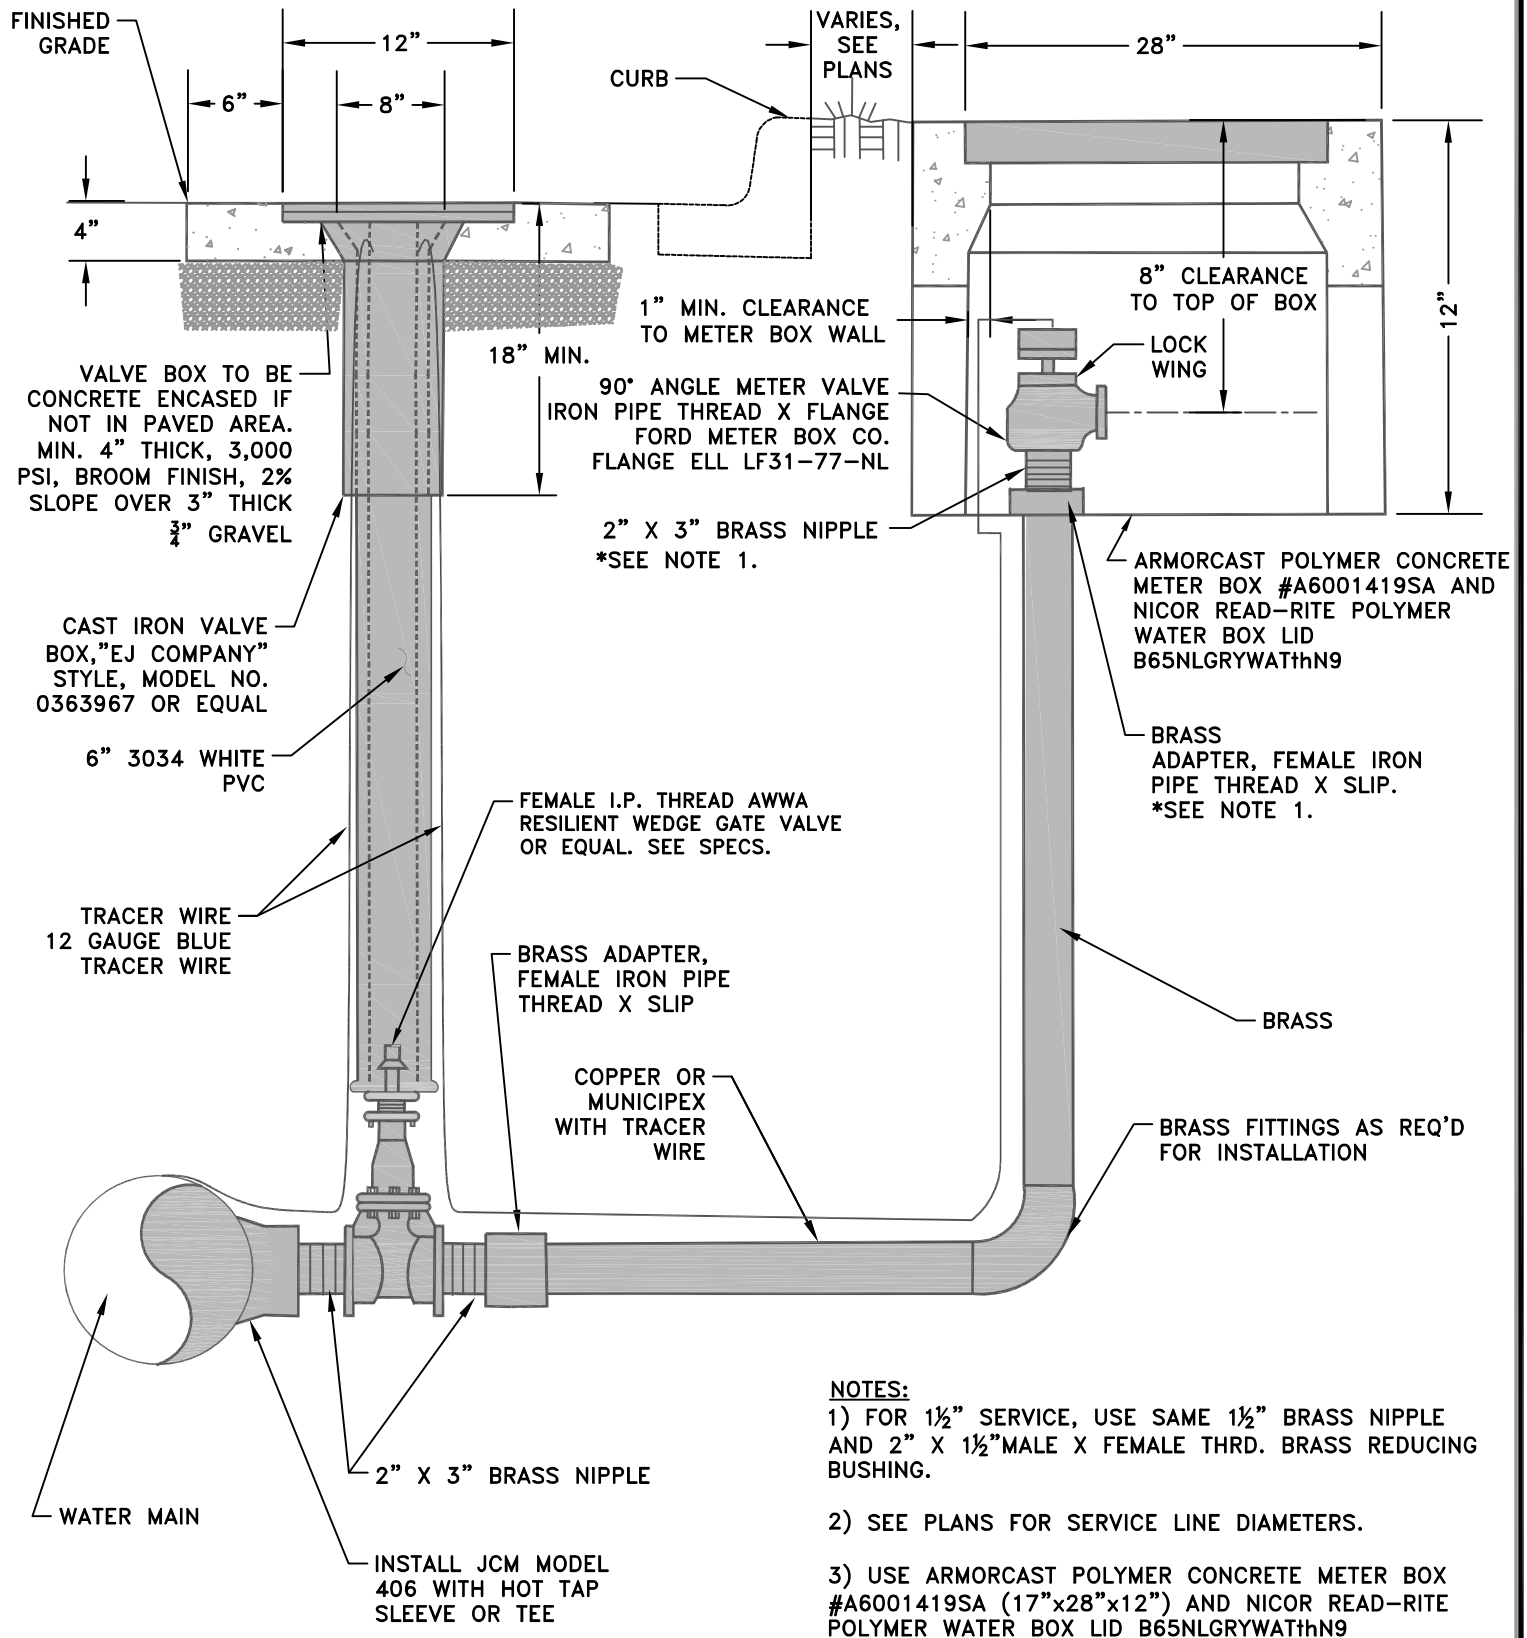 FINISHED
GRADE
12"
6"
8"
4"
CURB
VARIES,
SEE
PLANS
28"
8" CLEARANCE
TO TOP OF BOX
12"
1" MIN. CLEARANCE
TO METER BOX WALL
LOCK
WING
18" MIN.
VALVE BOX TO BE
CONCRETE ENCASED IF
NOT IN PAVED AREA.
MIN. 4" THICK, 3,000
PSI, BROOM FINISH, 2%
SLOPE OVER 3" THICK
¾" GRAVEL
90° ANGLE METER VALVE
IRON PIPE THREAD X FLANGE
FORD METER BOX CO.
FLANGE ELL LF31-77-NL
2" X 3" BRASS NIPPLE
*SEE NOTE 1.
ARMORCAST POLYMER CONCRETE
METER BOX #A6001419SA AND
NICOR READ-RITE POLYMER
WATER BOX LID
B65NLGRYWAThN9
CAST IRON VALVE
BOX,"EJ COMPANY"
STYLE, MODEL NO.
0363967 OR EQUAL
6" 3034 WHITE
PVC
BRASS
ADAPTER, FEMALE IRON
PIPE THREAD X SLIP.
*SEE NOTE 1.
FEMALE I.P. THREAD AWWA
RESILIENT WEDGE GATE VALVE
OR EQUAL. SEE SPECS.
TRACER WIRE
12 GAUGE BLUE
TRACER WIRE
BRASS ADAPTER,
FEMALE IRON PIPE
THREAD X SLIP
BRASS
COPPER OR
MUNICIPEX
WITH TRACER
WIRE
BRASS FITTINGS AS REQ'D
FOR INSTALLATION
2" X 3" BRASS NIPPLE
WATER MAIN
INSTALL JCM MODEL
406 WITH HOT TAP
SLEEVE OR TEE
NOTES:
1) FOR 1½" SERVICE, USE SAME 1½" BRASS NIPPLE
AND 2" X 1½"MALE X FEMALE THRD. BRASS REDUCING
BUSHING.
2) SEE PLANS FOR SERVICE LINE DIAMETERS.
3) USE ARMORCAST POLYMER CONCRETE METER BOX
#A6001419SA (17"x28"x12") AND NICOR READ-RITE
POLYMER WATER BOX LID B65NLGRYWAThN9